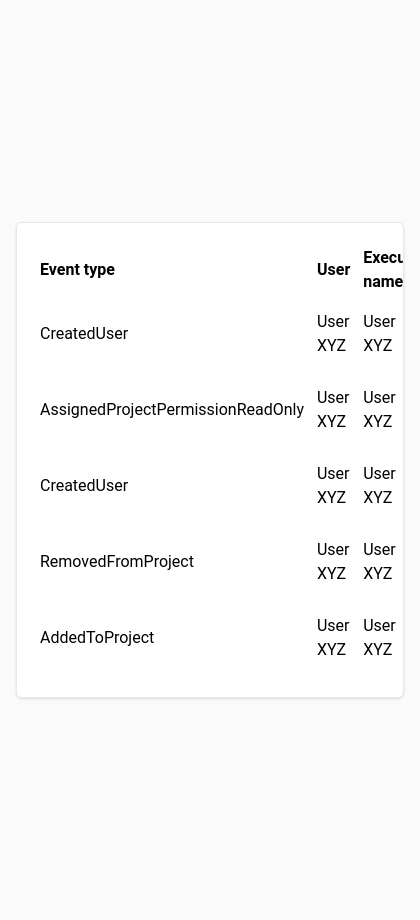 Event type User Execu
name
CreatedUser User XYZ User XYZ
AssignedProjectPermissionReadOnly User XYZ User XYZ
CreatedUser User XYZ User XYZ
RemovedFromProject User XYZ User XYZ
AddedToProject User XYZ User XYZ